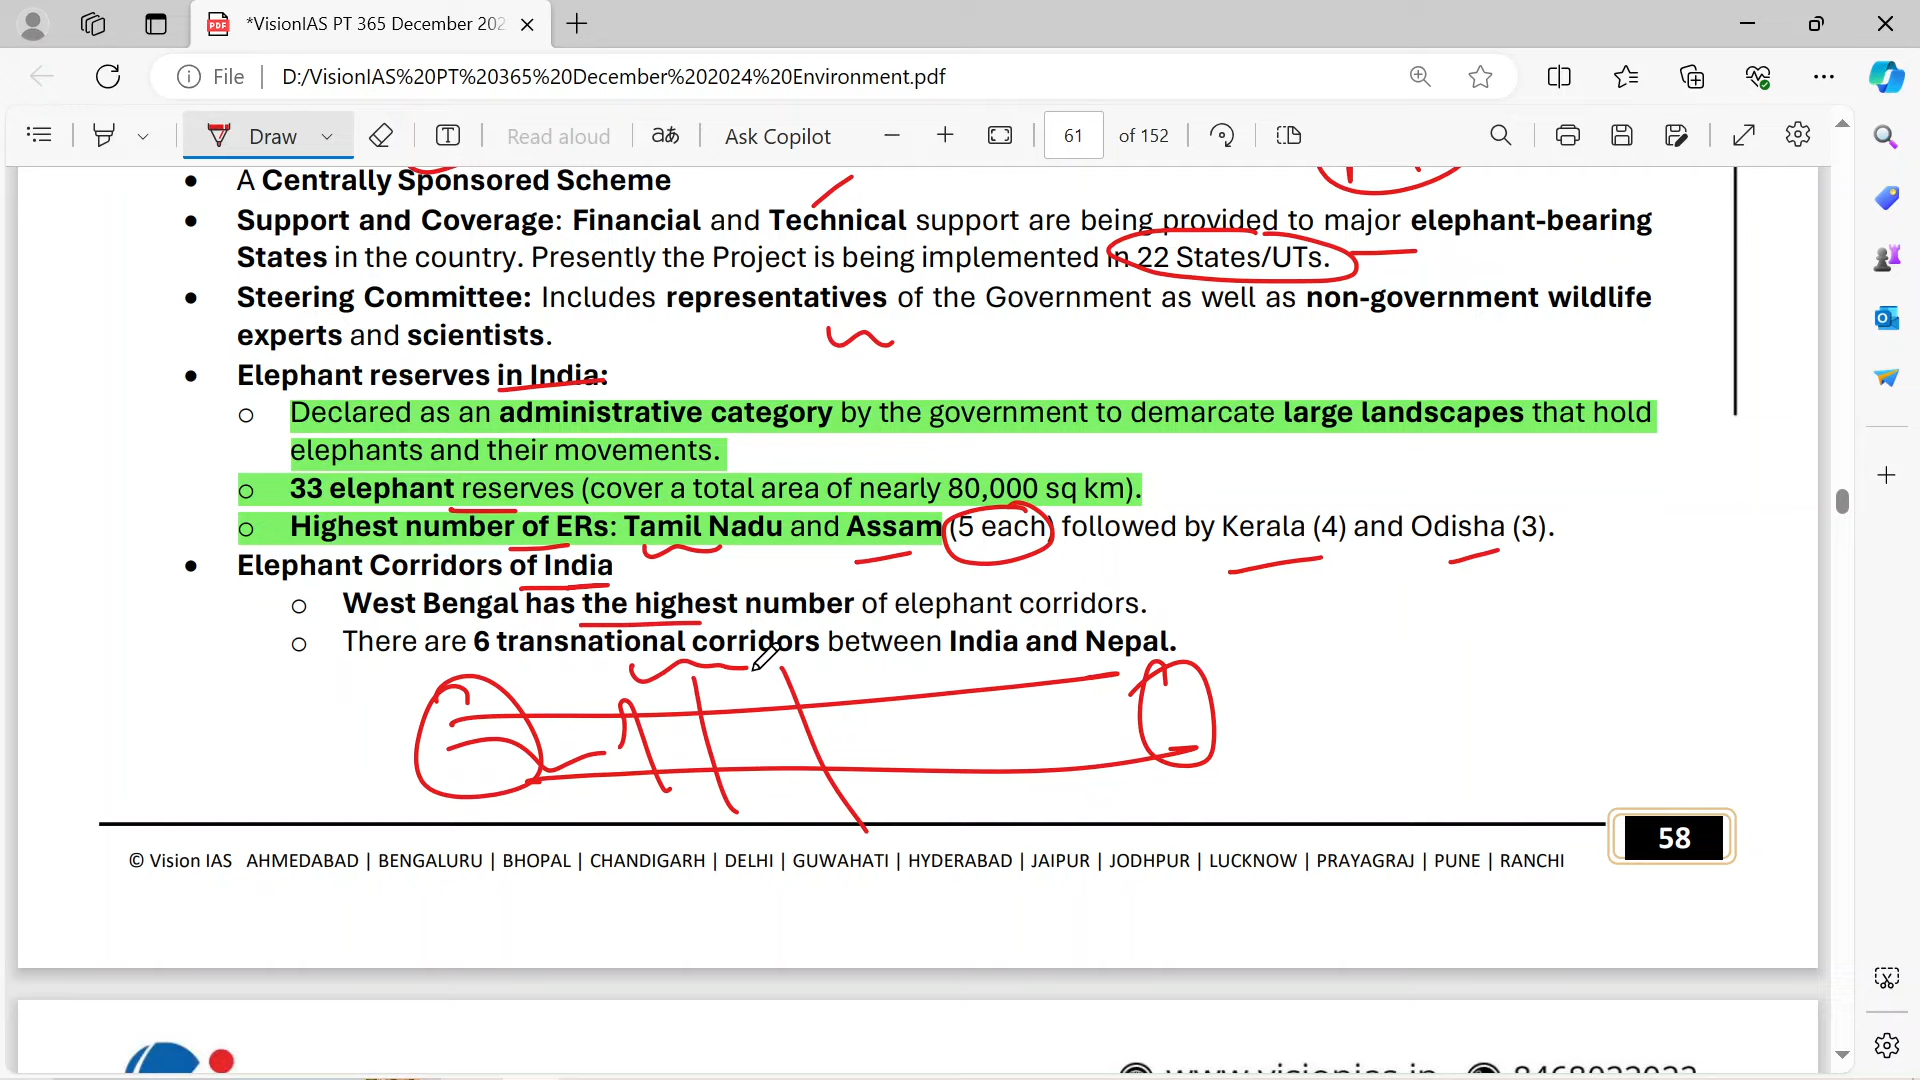 *VisionIAS PT 365 December 202
File
D:/VisionIAS%20PT%20365%20December%202024%20Environment.pdf
Draw
Read aloud
aあ
Ask Copilot
61
of 152
• A Centrally Sponsored Scheme
• Support and Coverage: Financial and Technical support are being provided to major elephant-bearing
States in the country. Presently the Project is being implemented in 22 States/UTs.
• Steering Committee: Includes representatives of the Government as well as non-government wildlife
experts and scientists.
• Elephant reserves in India:
o Declared as an administrative category by the government to demarcate large landscapes that hold
elephants and their movements.
o 33 elephant reserves (cover a total area of nearly 80,000 sq km).
o Highest number of ERs: Tamil Nadu and Assam (5 each) followed by Kerala (4) and Odisha (3).
• Elephant Corridors of India
o West Bengal has the highest number of elephant corridors.
o There are 6 transnational corridors between India and Nepal.
58
© Vision IAS AHMEDABAD | BENGALURU | BHOPAL | CHANDIGARH | DELHI | GUWAHATI | HYDERABAD | JAIPUR | JODHPUR | LUCKNOW | PRAYAGRAJ | PUNE | RANCHI
www.visionias.in
8468022022